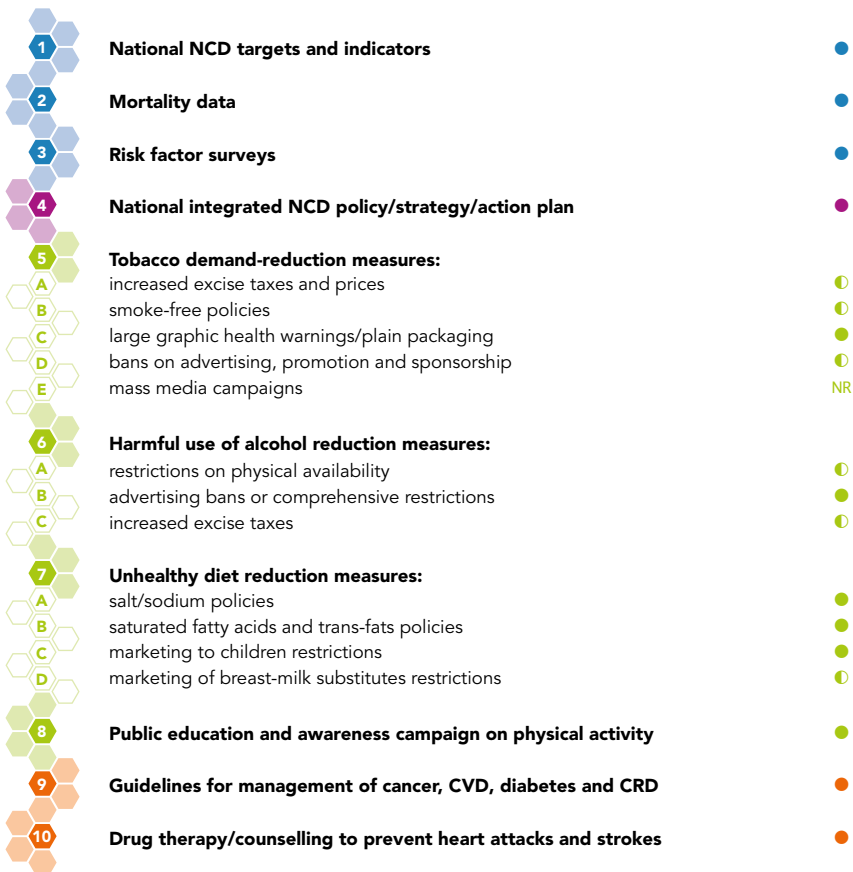 1 National NCD targets and indicators ●
2 Mortality data ●
3 Risk factor surveys ●
4 National integrated NCD policy/strategy/action plan ●
5 Tobacco demand-reduction measures:
A increased excise taxes and prices ◐
B smoke-free policies ◐
C large graphic health warnings/plain packaging ●
D bans on advertising, promotion and sponsorship ◐
E mass media campaigns NR
6 Harmful use of alcohol reduction measures:
A restrictions on physical availability ◐
B advertising bans or comprehensive restrictions ●
C increased excise taxes ◐
7 Unhealthy diet reduction measures:
A salt/sodium policies ●
B saturated fatty acids and trans-fats policies ●
C marketing to children restrictions ●
D marketing of breast-milk substitutes restrictions ◐
8 Public education and awareness campaign on physical activity ●
9 Guidelines for management of cancer, CVD, diabetes and CRD ●
10 Drug therapy/counselling to prevent heart attacks and strokes ●